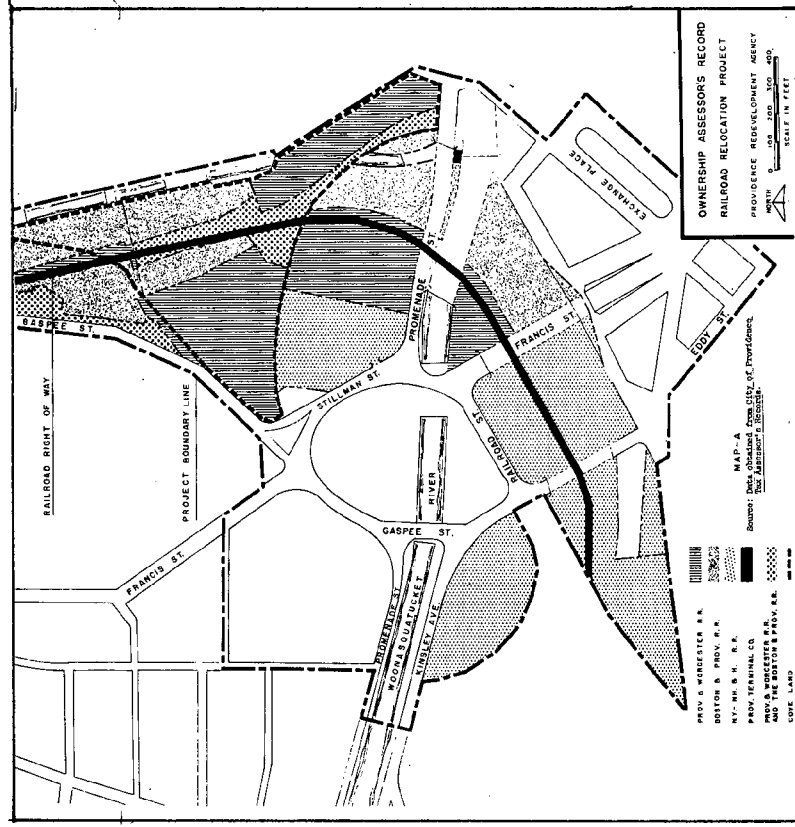 OWNERSHIP ASSESSOR'S RECORD
RAILROAD RELOCATION PROJECT
PROVIDENCE REDEVELOPMENT AGENCY
NORTH
0 100 200 300 400
SCALE IN FEET
RAILROAD RIGHT OF WAY
PROJECT BOUNDARY LINE
GASPEE ST.
FRANCIS ST.
STILLMAN ST.
PROMENADE ST.
EXCHANGE PLACE
FRANCIS ST.
EDDY ST.
RAILROAD ST.
RIVER
GASPEE ST.
PROMENADE ST.
WOONASQUATUCKET
KINSLEY AVE.
PROV & WORCESTER R.R.
BOSTON & PROV. R.R.
NY-NH. & H. R.R.
PROV. TERMINAL CO.
PROV. & WORCESTER R.R.
AND THE BOSTON & PROV. R.R.
COVE LAND
MAP-A
Source: Data obtained from City of Providence
Tax Assessor's Records.